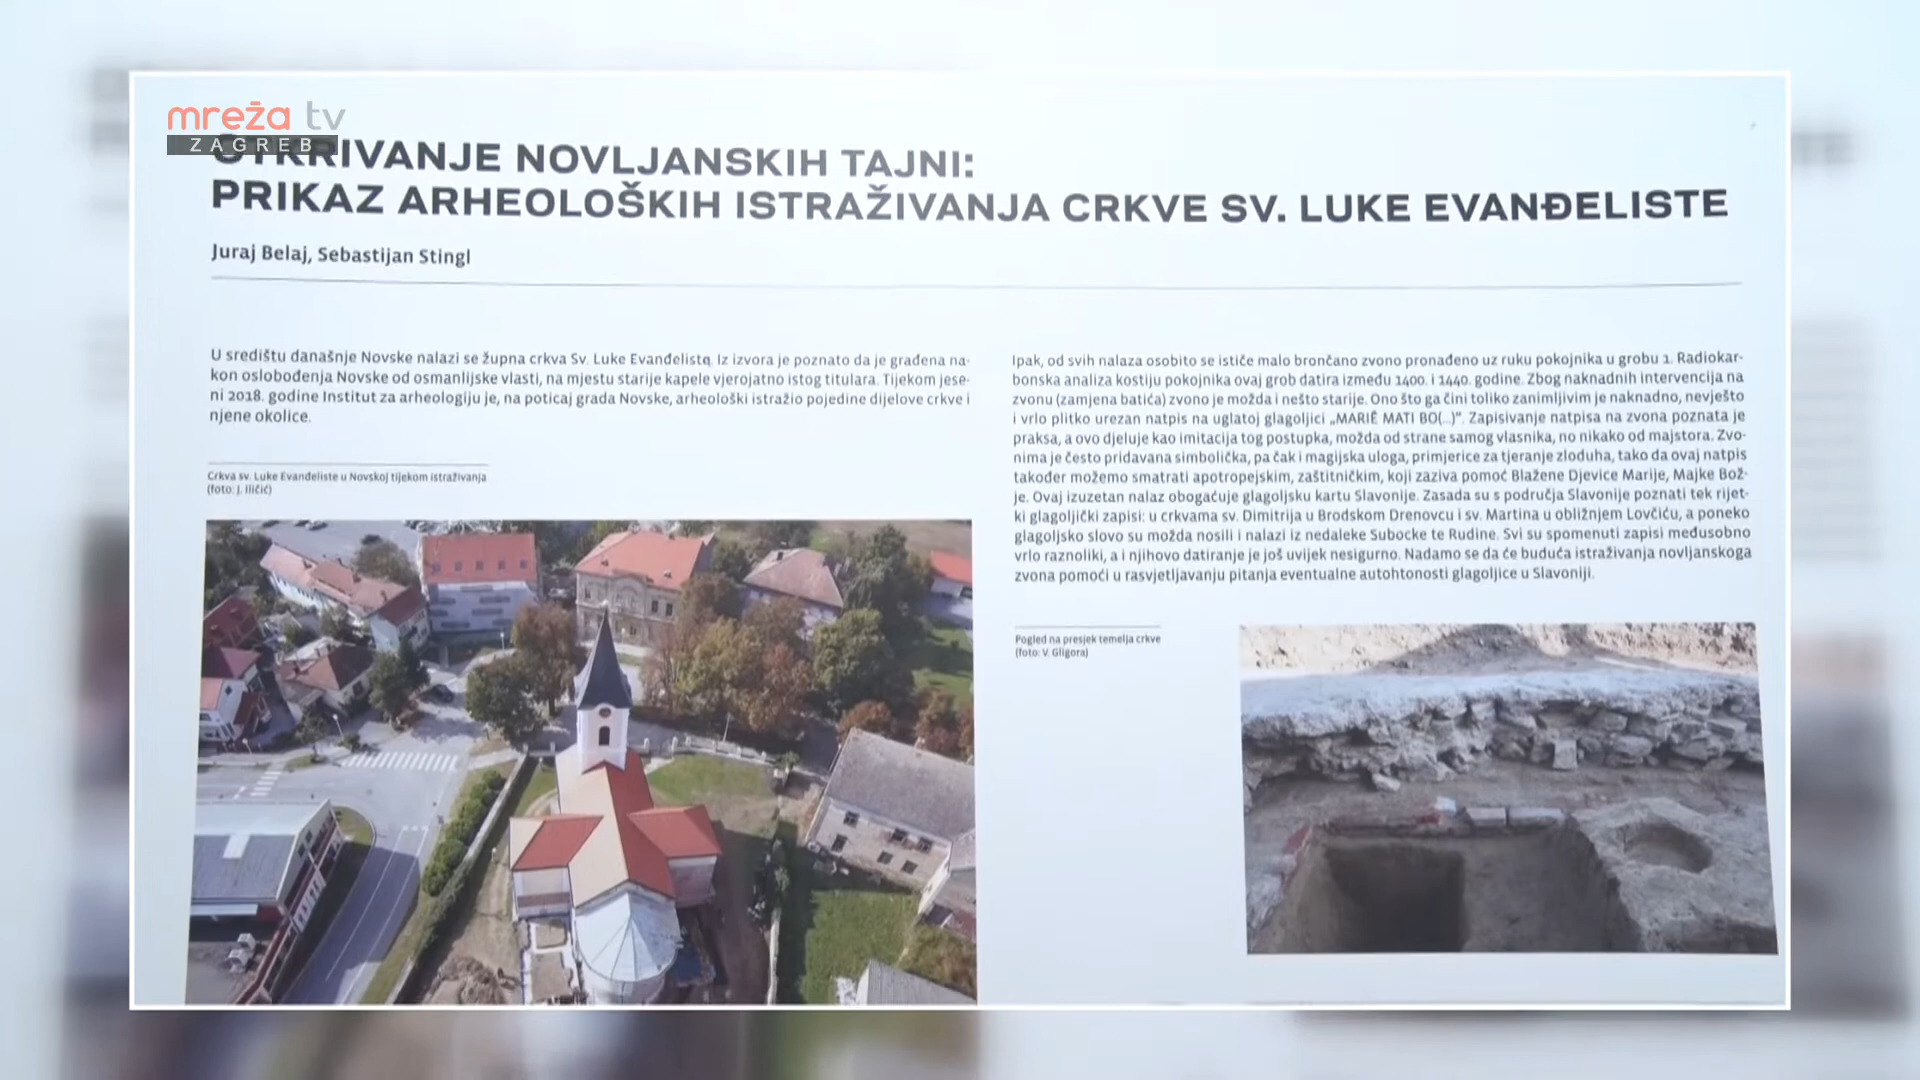 mreža tv
ZAGREB
OTKRIVANJE NOVLJANSKIH TAJNI:
PRIKAZ ARHEOLOŠKIH ISTRAŽIVANJA CRKVE SV. LUKE EVANĐELISTE
Juraj Belaj, Sebastijan Stingl
U središtu današnje Novske nalazi se župna crkva Sv. Luke Evanđeliste. Iz izvora je poznato da je građena na-
kon oslobođenja Novske od osmanlijske vlasti, na mjestu starije kapele vjerojatno istog titulara. Tijekom jese-
ni 2018. godine Institut za arheologiju je, na poticaj grada Novske, arheološki istražio pojedine dijelove crkve i
njene okolice.
Crkva sv. Luke Evanđeliste u Novskoj tijekom istraživanja
(foto: J. Iličić)
Ipak, od svih nalaza osobito se ističe malo brončano zvono pronađeno uz ruku pokojnika u grobu 1. Radiokar-
bonska analiza kostiju pokojnika ovaj grob datira između 1400. i 1440. godine. Zbog naknadnih intervencija na
zvonu (zamjena batića) zvono je možda i nešto starije. Ono što ga čini toliko zanimljivim je naknadno, nevješto
i vrlo plitko urezan natpis na uglatoj glagoljici „MARIĚ MATI BO(...)". Zapisivanje natpisa na zvona poznata je
praksa, a ovo djeluje kao imitacija tog postupka, možda od strane samog vlasnika, no nikako od majstora. Zvo-
nima je često pridavana simbolička, pa čak i magijska uloga, primjerice za tjeranje zloduha, tako da ovaj natpis
također možemo smatrati apotropejskim, zaštitničkim, koji zaziva pomoć Blažene Djevice Marije, Majke Bož-
je. Ovaj izuzetan nalaz obogaćuje glagoljsku kartu Slavonije. Zasada su s područja Slavonije poznati tek rijet-
ki glagoljički zapisi: u crkvama sv. Dimitrija u Brodskom Drenovcu i sv. Martina u obližnjem Lovčiću, a poneko
glagoljsko slovo su možda nosili i nalazi iz nedaleke Subocke te Rudine. Svi su spomenuti zapisi međusobno
vrlo raznoliki, a i njihovo datiranje je još uvijek nesigurno. Nadamo se da će buduća istraživanja novljanskoga
zvona pomoći u rasvjetljavanju pitanja eventualne autohtonosti glagoljice u Slavoniji.
Pogled na presjek temelja crkve
(foto: V. Gligora)